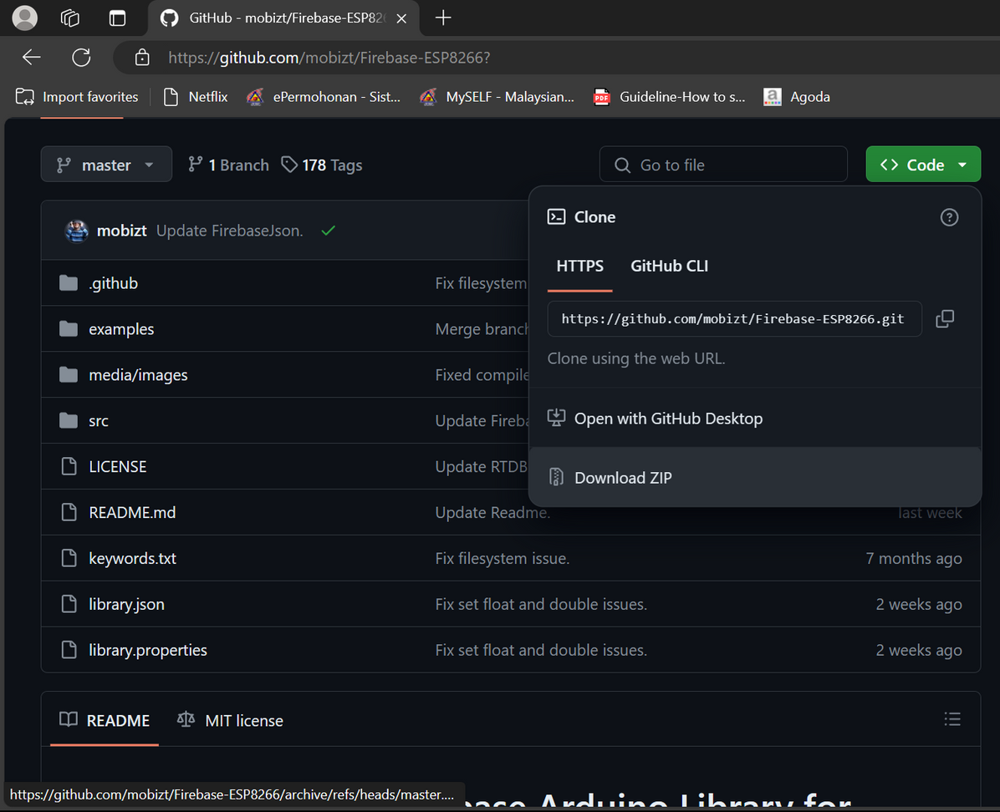 GitHub - mobizt/Firebase-ESP82
https://github.com/mobizt/Firebase-ESP8266?
Import favorites Netflix ePermohonan - Sist... MySELF - Malaysian... PDF Guideline-How to s... a Agoda
master 1 Branch 178 Tags Go to file <> Code
mobizt Update FirebaseJson.
Clone
HTTPS GitHub CLI
https://github.com/mobizt/Firebase-ESP8266.git
Clone using the web URL.
Open with GitHub Desktop
Download ZIP
.github Fix filesystem
examples Merge branch
media/images Fixed compile
src Update Fireba
LICENSE Update RTDB
README.md Update Readme. last week
keywords.txt Fix filesystem issue. 7 months ago
library.json Fix set float and double issues. 2 weeks ago
library.properties Fix set float and double issues. 2 weeks ago
README MIT license
https://github.com/mobizt/Firebase-ESP8266/archive/refs/heads/master....
ase Arduino Library for